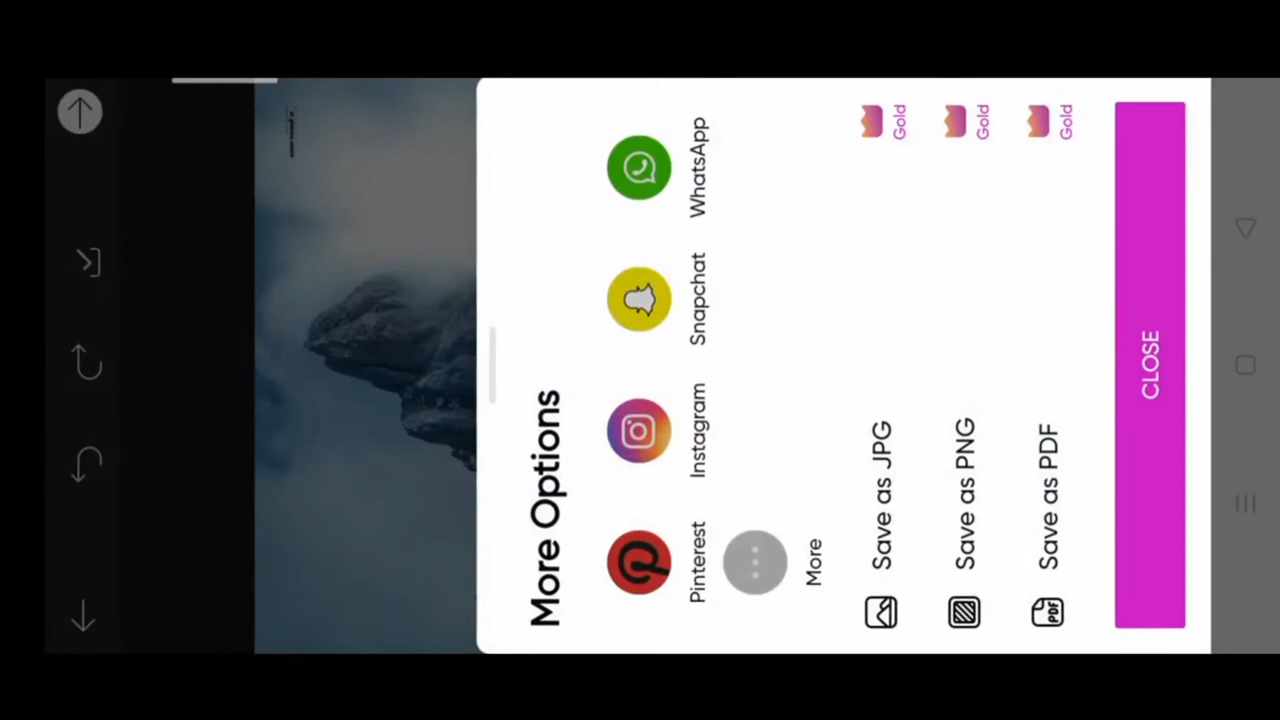 More Options
Pinterest
Instagram
Snapchat
WhatsApp
More
Save as JPG
Gold
Save as PNG
Gold
PDF
Save as PDF
Gold
CLOSE